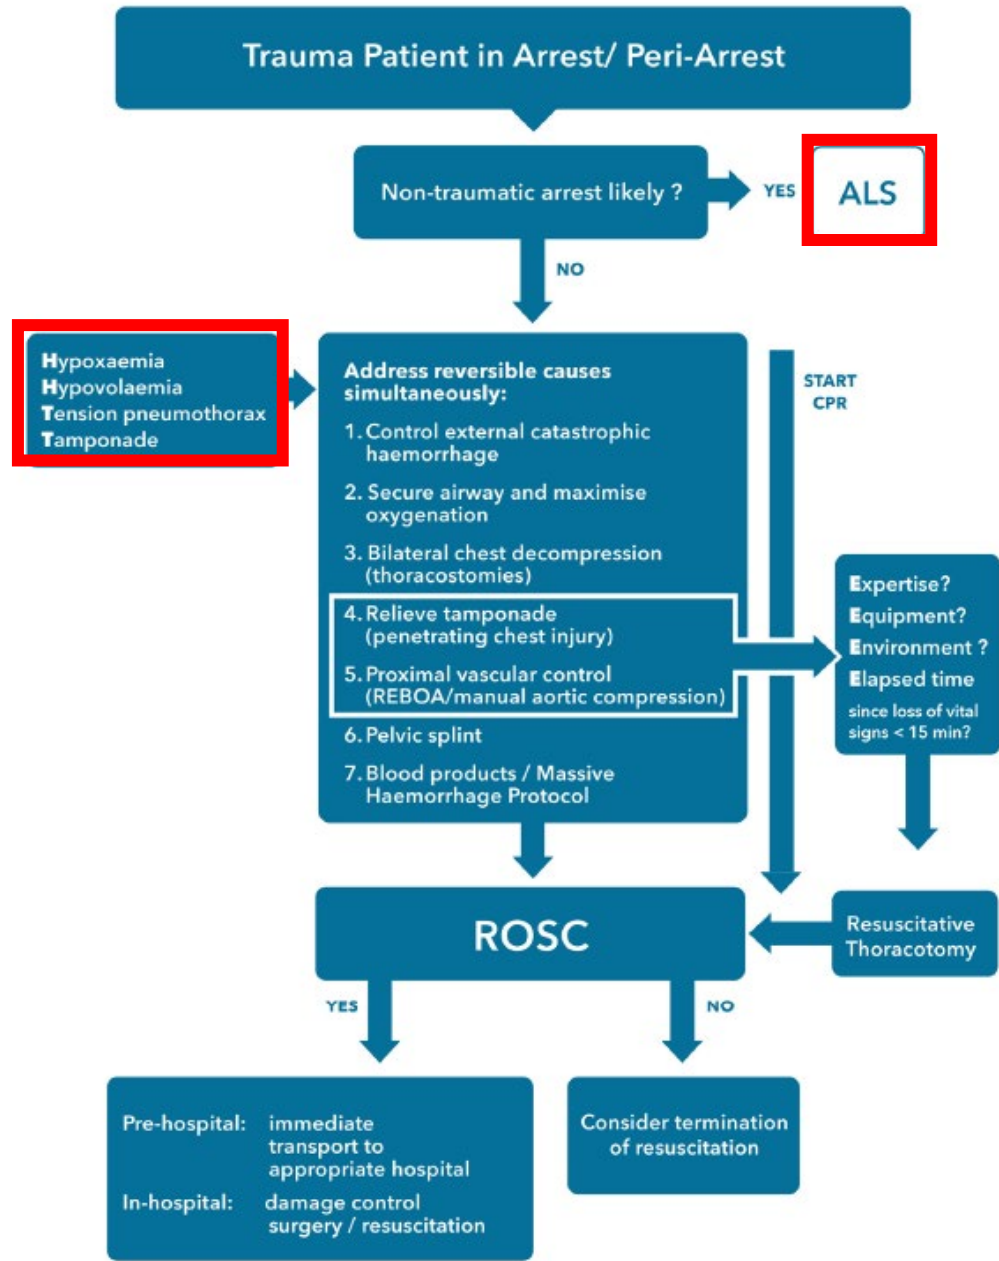 Trauma Patient in Arrest/ Peri-Arrest
Non-traumatic arrest likely ?
YES
ALS
NO
Hypoxaemia
Hypovolaemia
Tension pneumothorax
Tamponade
Address reversible causes
simultaneously:
1. Control external catastrophic
haemorrhage
2. Secure airway and maximise
oxygenation
3. Bilateral chest decompression
(thoracostomies)
4. Relieve tamponade
(penetrating chest injury)
5. Proximal vascular control
(REBOA/manual aortic compression)
6. Pelvic splint
7. Blood products / Massive
Haemorrhage Protocol
START
CPR
Expertise?
Equipment?
Environment ?
Elapsed time
since loss of vital
signs < 15 min?
Resuscitative
Thoracotomy
ROSC
YES
NO
Pre-hospital: immediate
transport to
appropriate hospital
In-hospital: damage control
surgery / resuscitation
Consider termination
of resuscitation